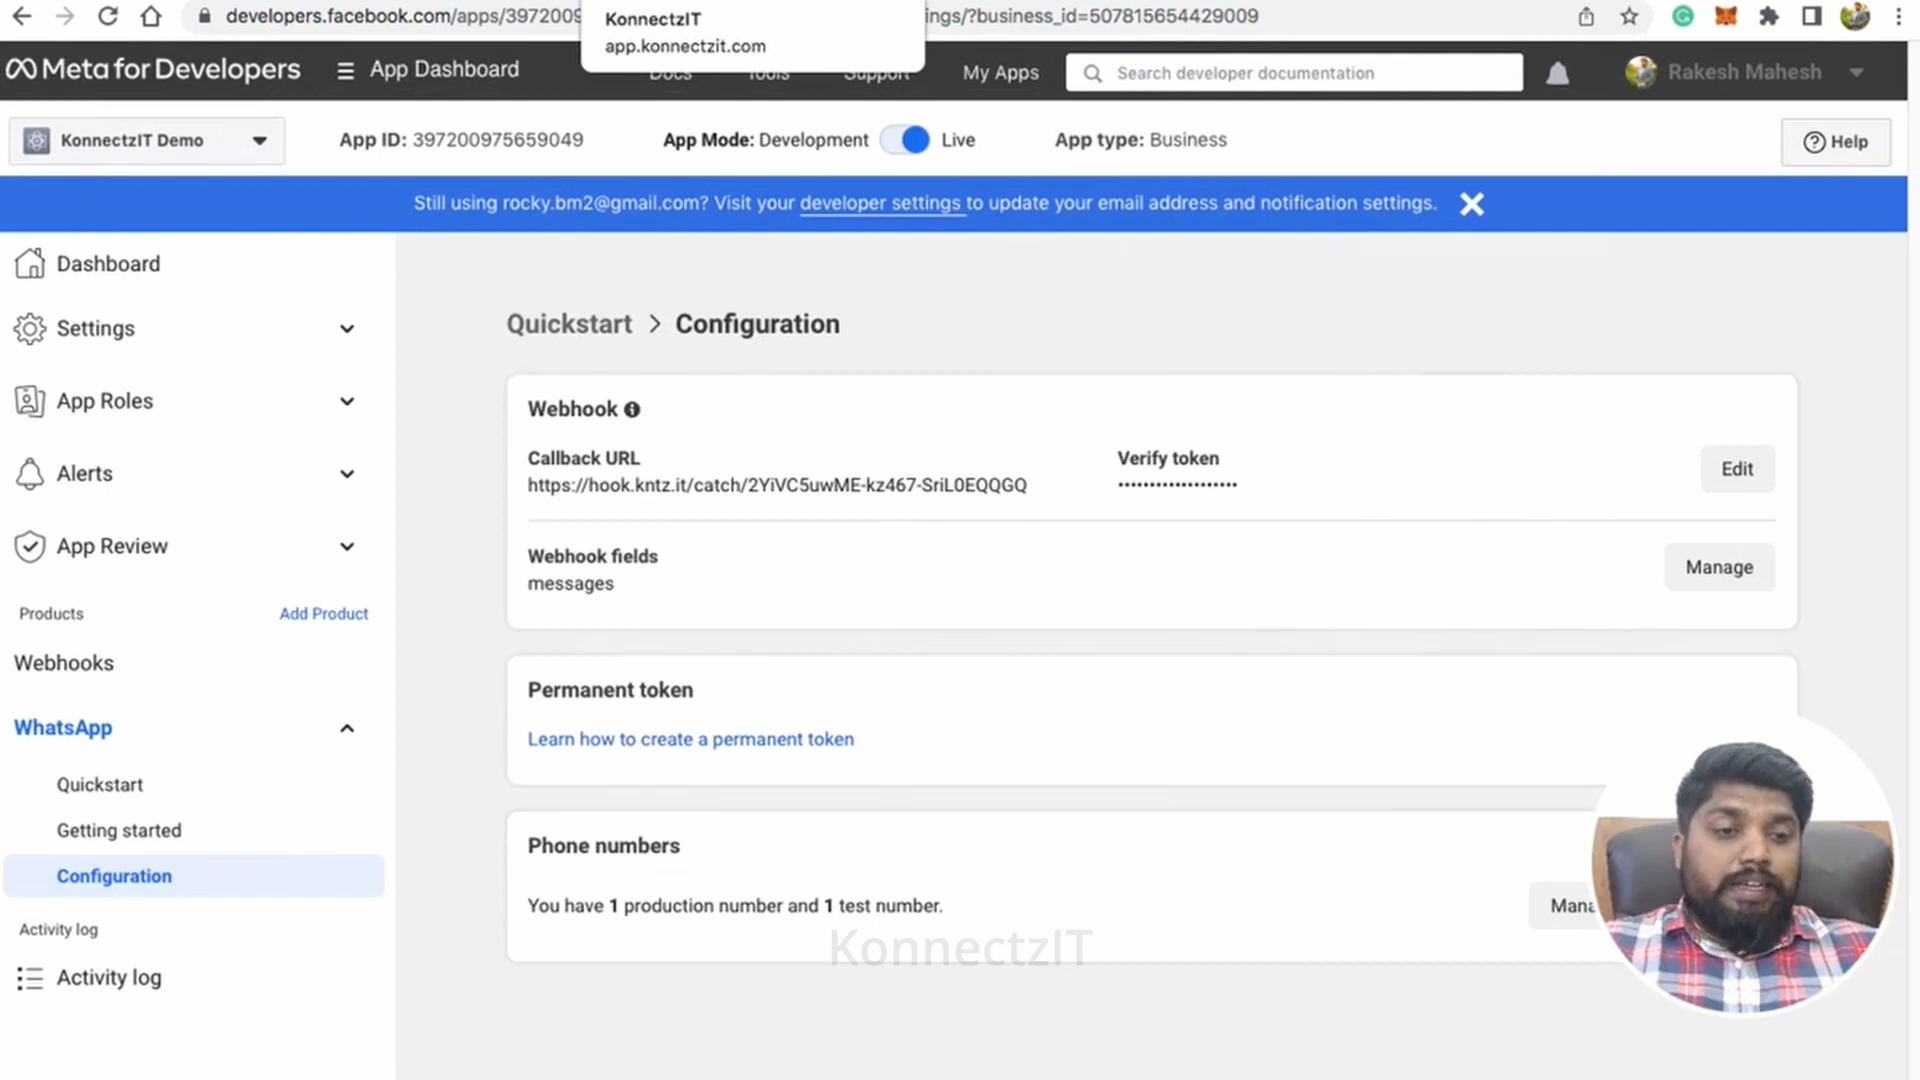 developers.facebook.com/apps/3972009
ings/?business_id=507815654429009
KonnectzIT
app.konnectzit.com
Meta for Developers
App Dashboard
Docs
Tools
Support
My Apps
Search developer documentation
Rakesh Mahesh
KonnectzIT Demo
App ID: 397200975659049
App Mode: Development
Live
App type: Business
Help
Still using rocky.bm2@gmail.com? Visit your developer settings to update your email address and notification settings.
Dashboard
Settings
App Roles
Alerts
App Review
Products
Add Product
Webhooks
WhatsApp
Quickstart
Getting started
Configuration
Activity log
Activity log
Quickstart > Configuration
Webhook
Callback URL
https://hook.kntz.it/catch/2YiVC5uwME-kz467-SriL0EQQGQ
Verify token
Edit
Webhook fields
messages
Manage
Permanent token
Learn how to create a permanent token
Phone numbers
You have 1 production number and 1 test number.
Mana
KonnectzIT